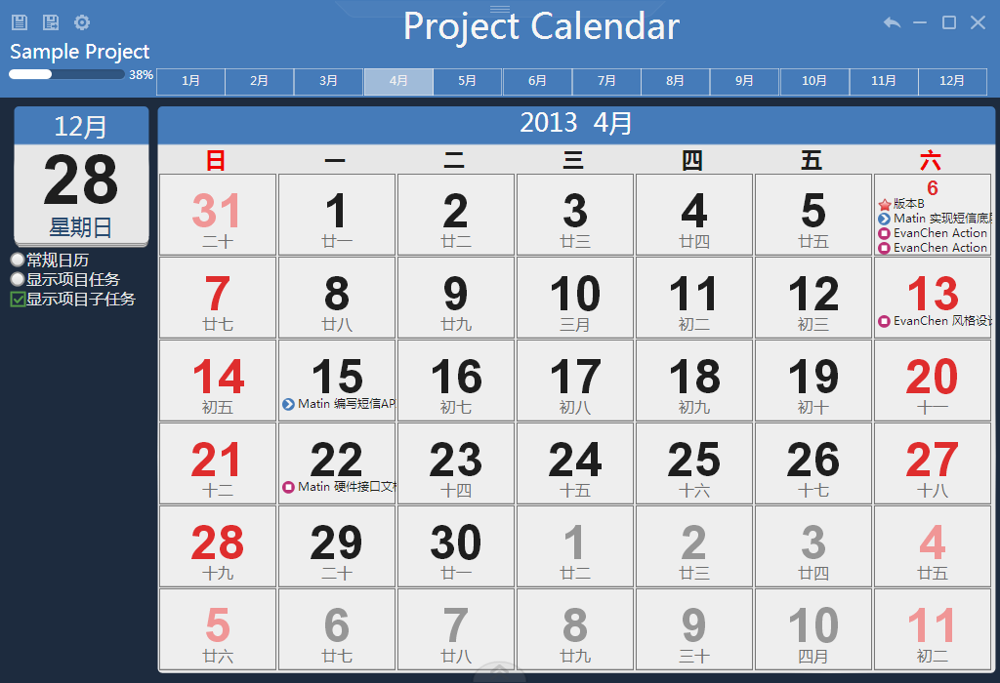 Project Calendar
Sample Project
38%
1月 2月 3月 4月 5月 6月 7月 8月 9月 10月 11月 12月
12月
28
星期日
常规日历
显示项目任务
显示项目子任务
2013 4月
日 一 二 三 四 五 六
31 1 2 3 4 5 6
二十 廿一 廿二 廿三 廿四 廿五
版本B
Matin 实现短信底
EvanChen Action
EvanChen Action
7 8 9 10 11 12 13
廿七 廿八 廿九 三月 初二 初三
EvanChen 风格设
14 15 16 17 18 19 20
初五 初七 初八 初九 初十 十一
Matin 编写短信AP
21 22 23 24 25 26 27
十二 十四 十五 十六 十七 十八
Matin 硬件接口文
28 29 30 1 2 3 4
十九 二十 廿一 廿二 廿三 廿四 廿五
5 6 7 8 9 10 11
廿六 廿七 廿八 廿九 三十 四月 初二